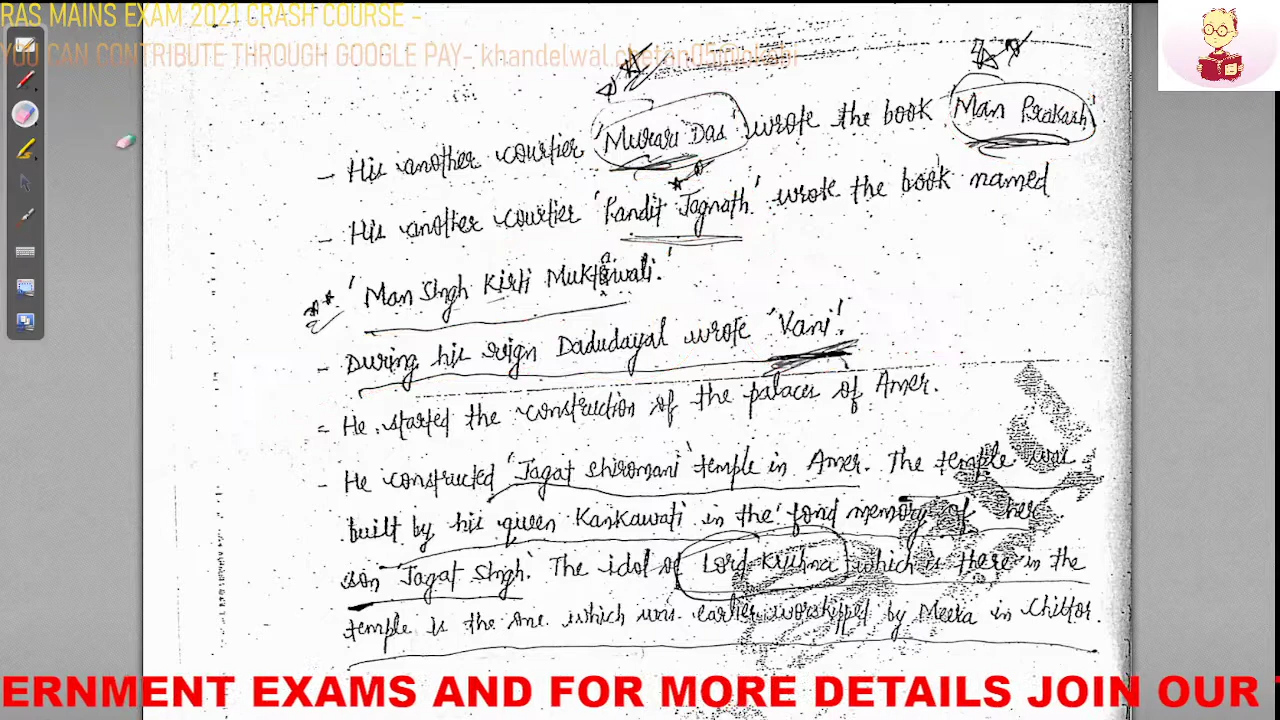 RAS MAINS EXAM 2021 CRASH COURSE -
YOU CAN CONTRIBUTE THROUGH GOOGLE PAY-
- His another courtier 'Murari Das' wrote the book 'Man Prakash'
- His another courtier 'Pandit Jagnath' wrote the book named
'Man Singh Kirti Muktawali.'
- During his reign Dadudayal wrote 'Vani'.
- He started the construction of the palaces of Amer.
- He constructed 'Jagat Shiromani' temple in Amer. The temple was
built by his queen Kankawati in the fond memory of her
son Jagat Singh. The idol of Lord Krishna which is there in the
temple is the one which was earlier worshipped by Meera in Chittor.
ERNMENT EXAMS AND FOR MORE DETAILS JOIN OUR